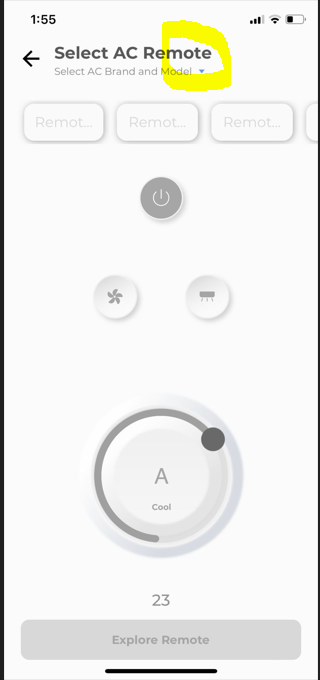 1:55
Select AC Remote
Select AC Brand and Model
Remot... Remot... Remot...
A
Cool
23
Explore Remote